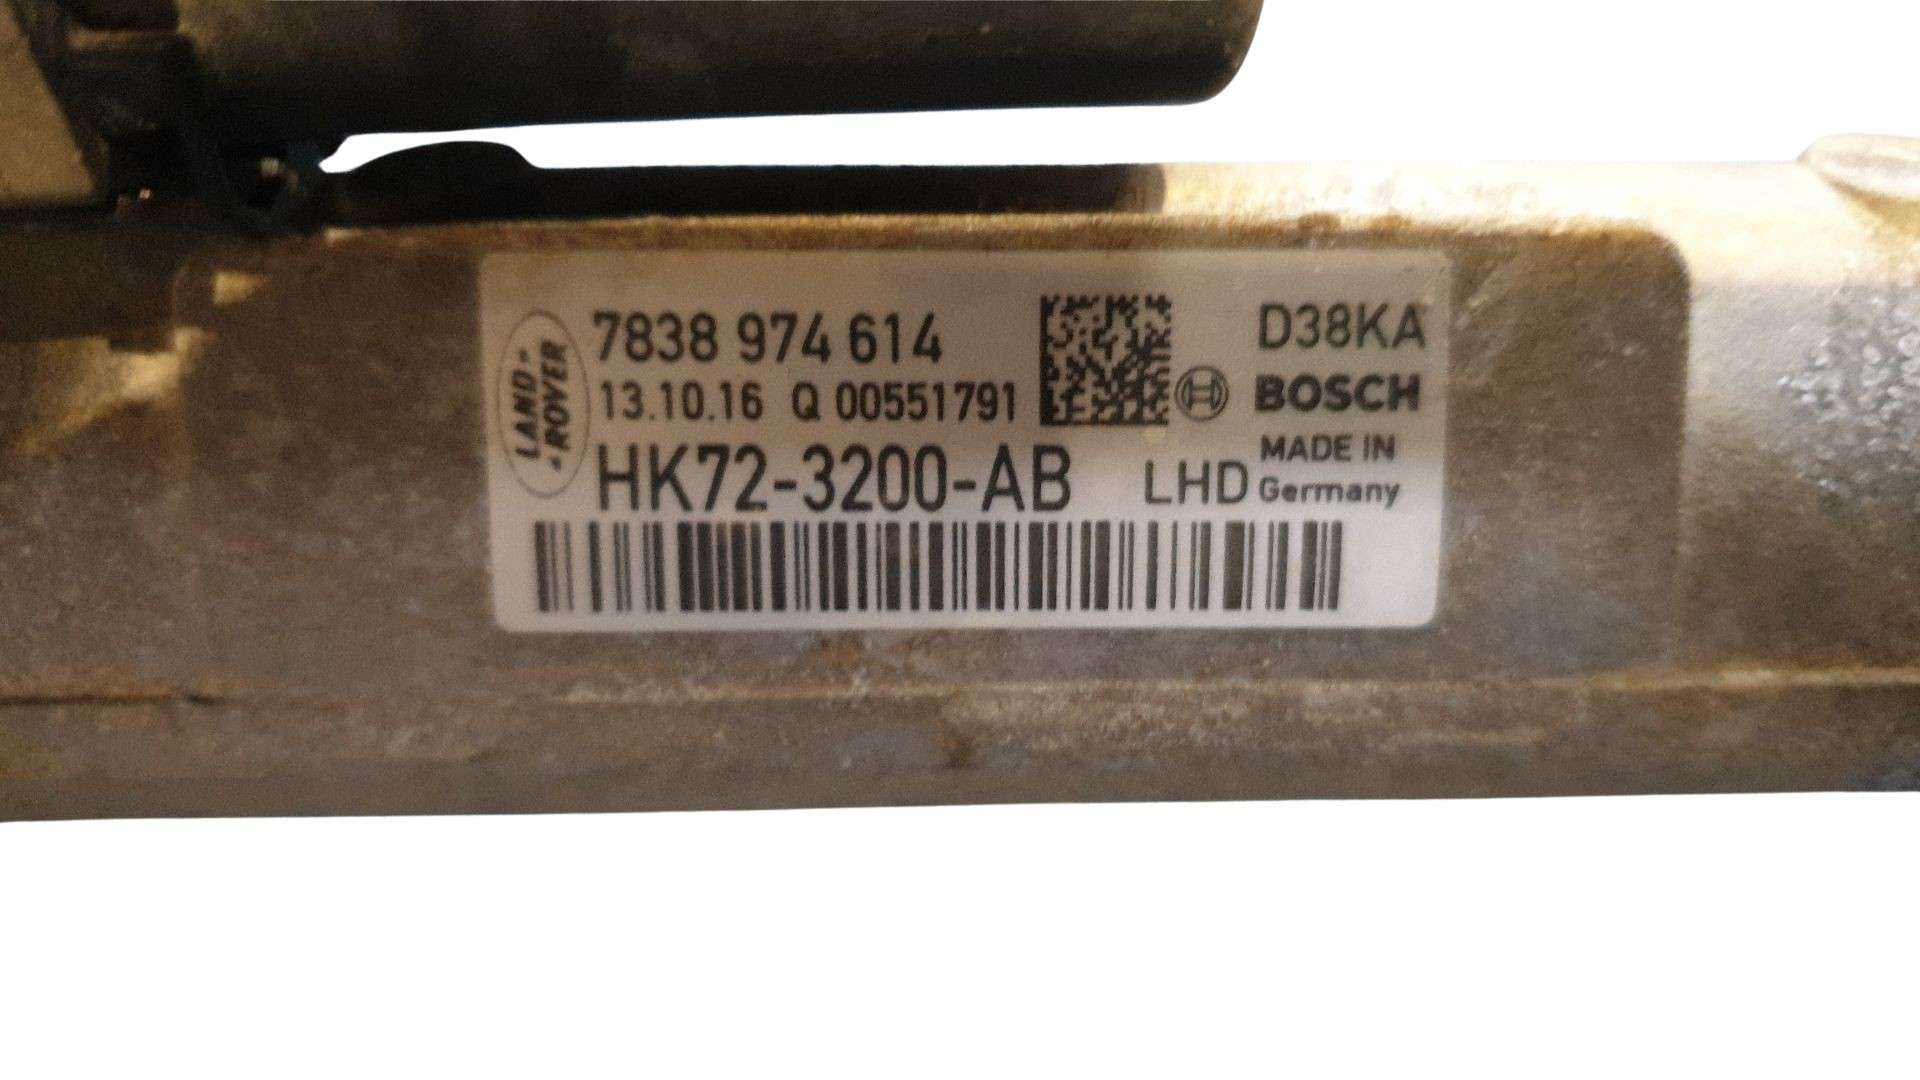 LAND-
-ROVER
7838 974 614
13.10.16 Q 00551791
HK72-3200-AB
LHD
D38KA
BOSCH
MADE IN
Germany